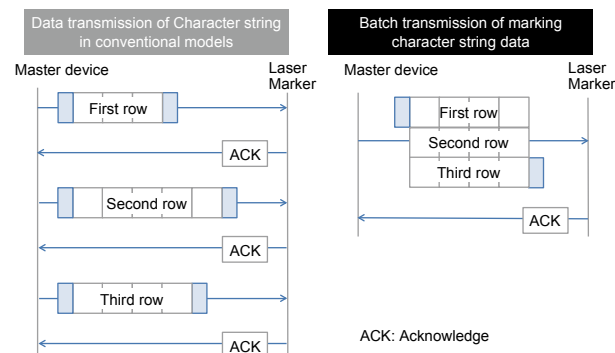 Data transmission of Character string
in conventional models
Master device
Laser
Marker
First row
ACK
Second row
ACK
Third row
ACK
Batch transmission of marking
character string data
Master device
Laser
Marker
First row
Second row
Third row
ACK
ACK: Acknowledge